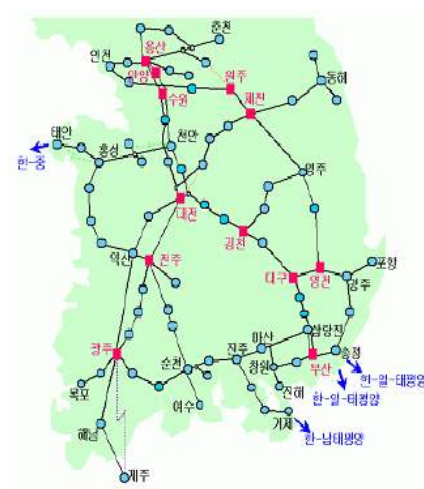 춘천
용산
인천
안양
수원
원주
제천
동해
태안
한-중
홍성
천안
영주
대전
김천
익산
전주
대구
영천
포항
경주
광주
순천
진주
마산
삼랑진
창원
부산
송정
한-일-태평양
한-일-태평양
목포
여수
진해
거제
한-남태평양
해남
제주